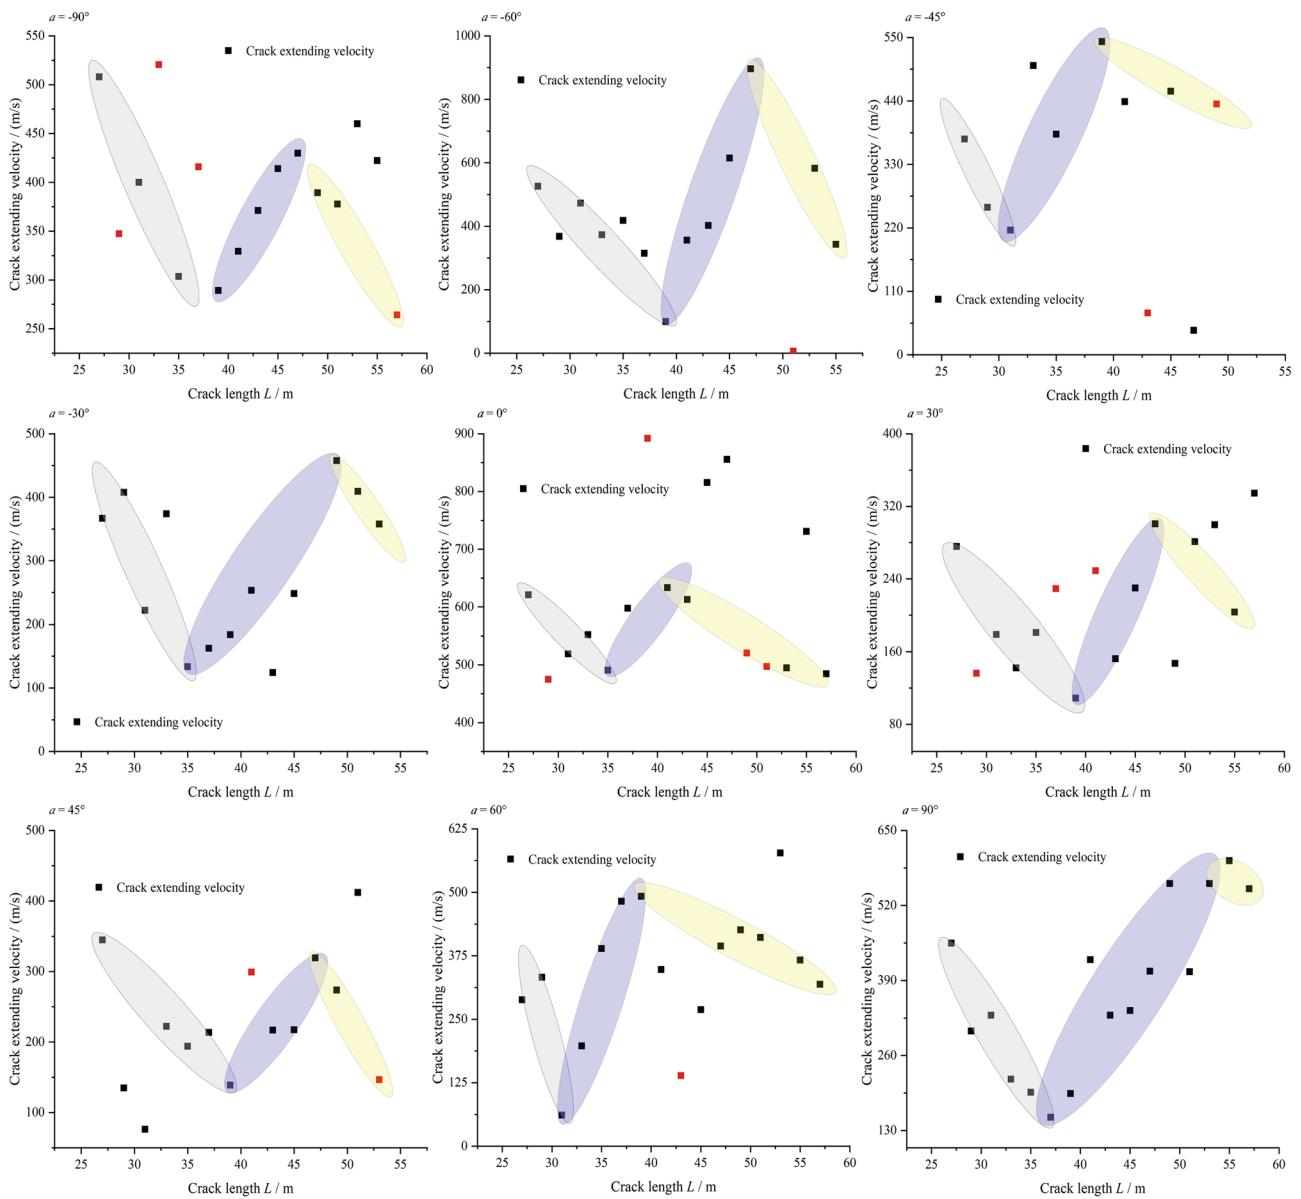 a = -90°
Crack extending velocity
Crack extending velocity / (m/s)
550
500
450
400
350
300
250
25 30 35 40 45 50 55 60
Crack length L / m
a = -60°
Crack extending velocity
Crack extending velocity / (m/s)
1000
800
600
400
200
0
25 30 35 40 45 50 55
Crack length L / m
a = -45°
Crack extending velocity
Crack extending velocity / (m/s)
550
440
330
220
110
0
25 30 35 40 45 50 55
Crack length L / m
a = -30°
Crack extending velocity
Crack extending velocity / (m/s)
500
400
300
200
100
0
25 30 35 40 45 50 55
Crack length L / m
a = 0°
Crack extending velocity
Crack extending velocity / (m/s)
900
800
700
600
500
400
25 30 35 40 45 50 55 60
Crack length L / m
a = 30°
Crack extending velocity
Crack extending velocity / (m/s)
400
320
230
240
160
80
25 30 35 40 45 50 55 60
Crack length L / m
a = 45°
Crack extending velocity
Crack extending velocity / (m/s)
500
400
300
200
100
25 30 35 40 45 50 55
Crack length L / m
a = 60°
Crack extending velocity
Crack extending velocity / (m/s)
625
500
375
250
125
0
25 30 35 40 45 50 55 60
Crack length L / m
a = 90°
Crack extending velocity
Crack extending velocity / (m/s)
650
520
390
260
130
25 30 35 40 45 50 55 60
Crack length L / m